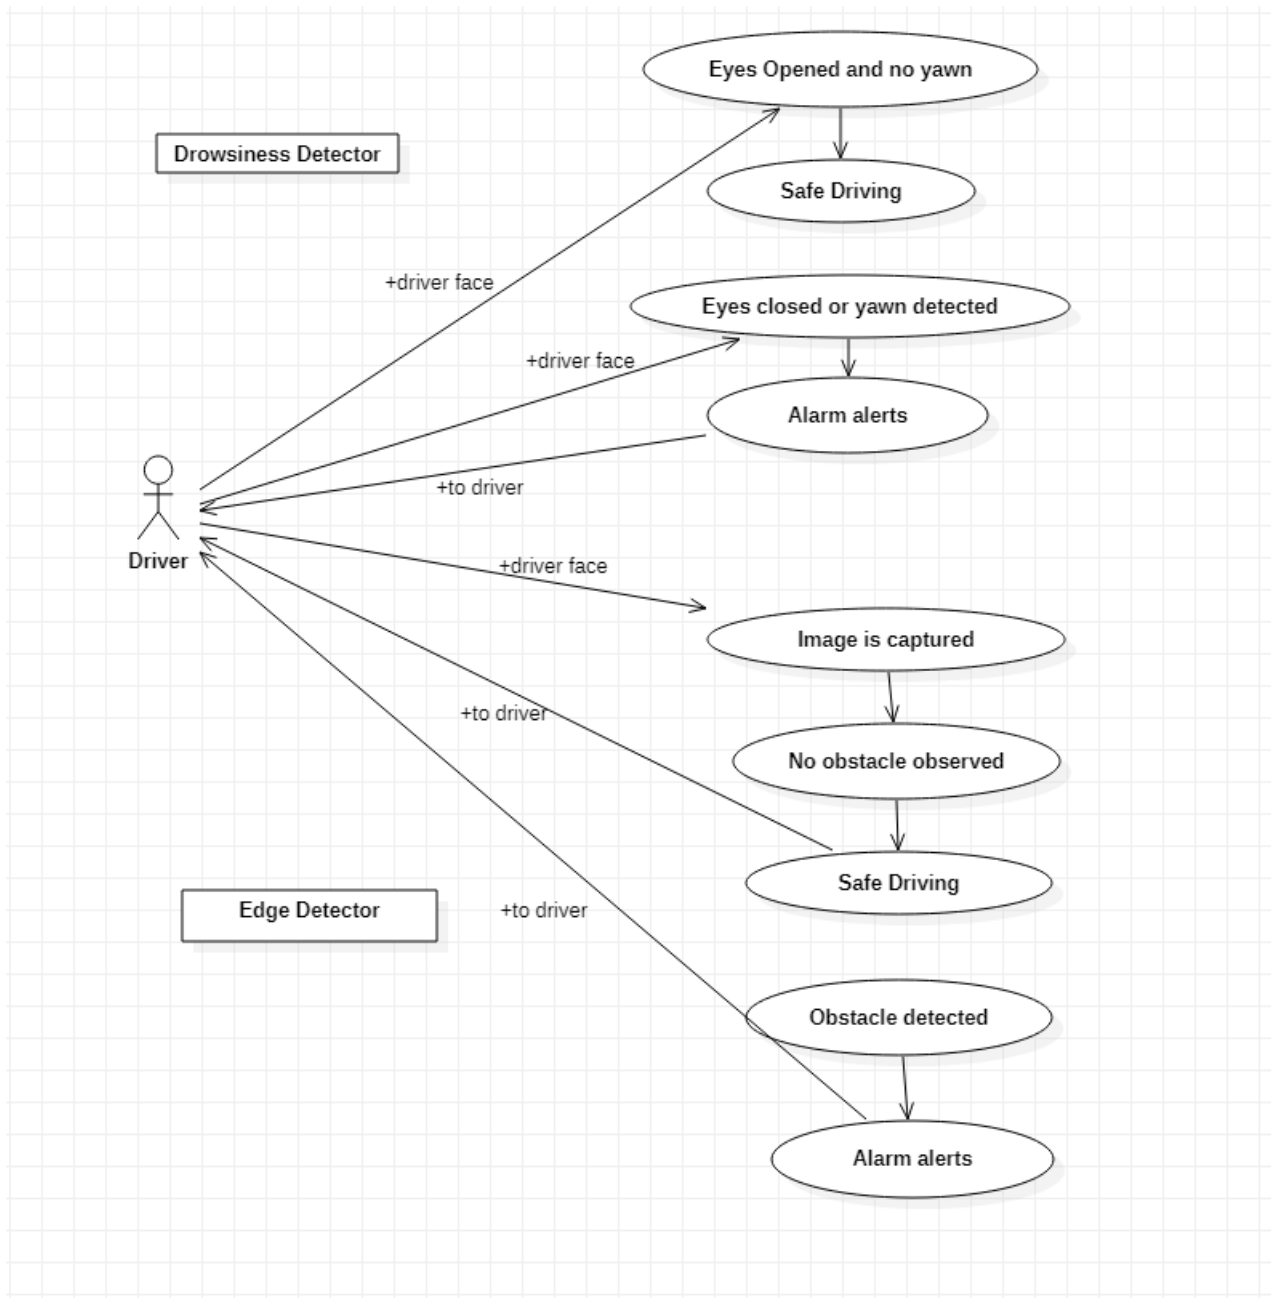 Eyes Opened and no yawn
Drowsiness Detector
Safe Driving
+driver face
Eyes closed or yawn detected
+driver face
Alarm alerts
+to driver
Driver
+driver face
Image is captured
+to driver
No obstacle observed
Safe Driving
Edge Detector
+to driver
Obstacle detected
Alarm alerts